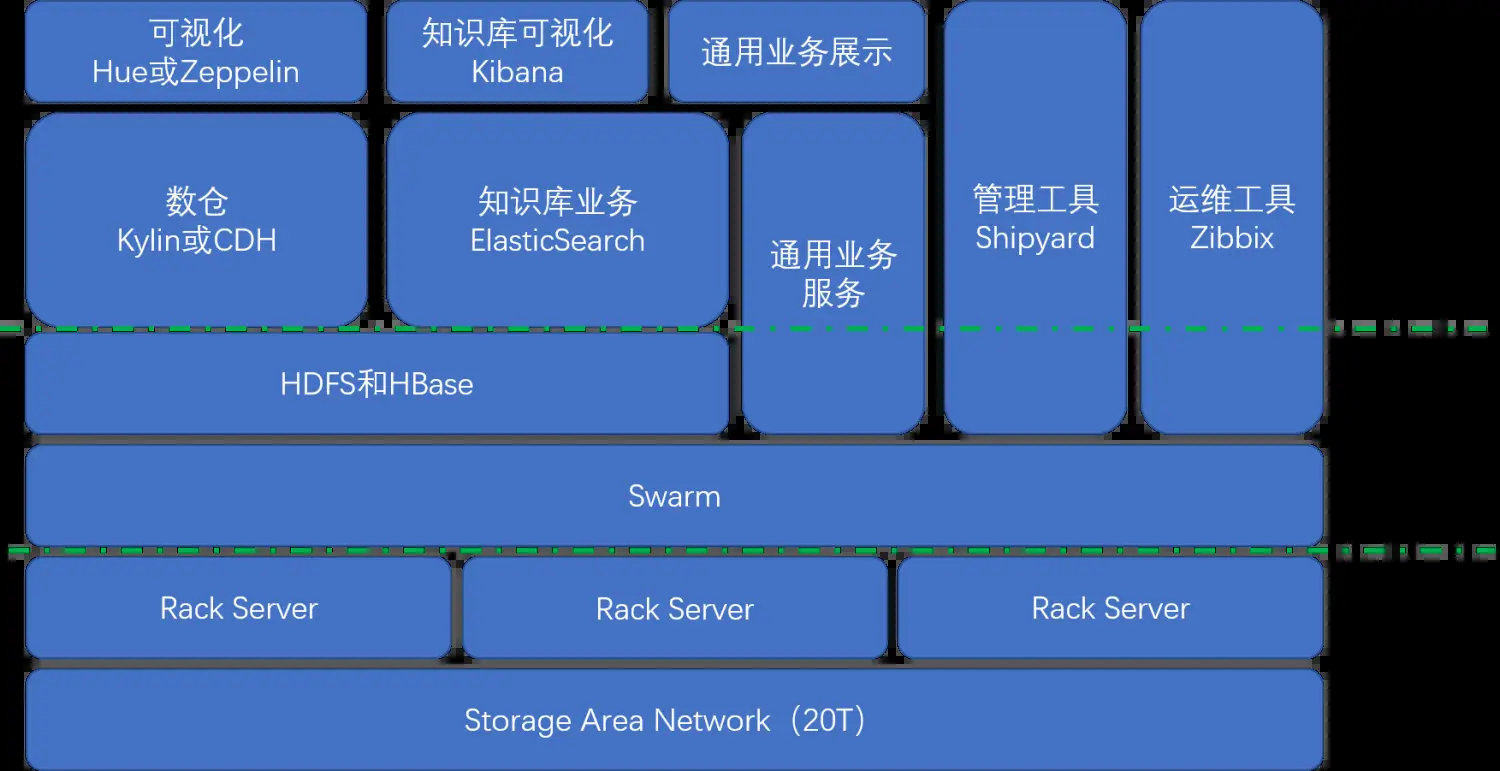 可视化
Hue或Zeppelin
知识库可视化
Kibana
通用业务展示
数仓
Kylin或CDH
知识库业务
ElasticSearch
通用业务
服务
管理工具
Shipyard
运维工具
Zibbix
HDFS和HBase
Swarm
Rack Server
Rack Server
Rack Server
Storage Area Network（20T）